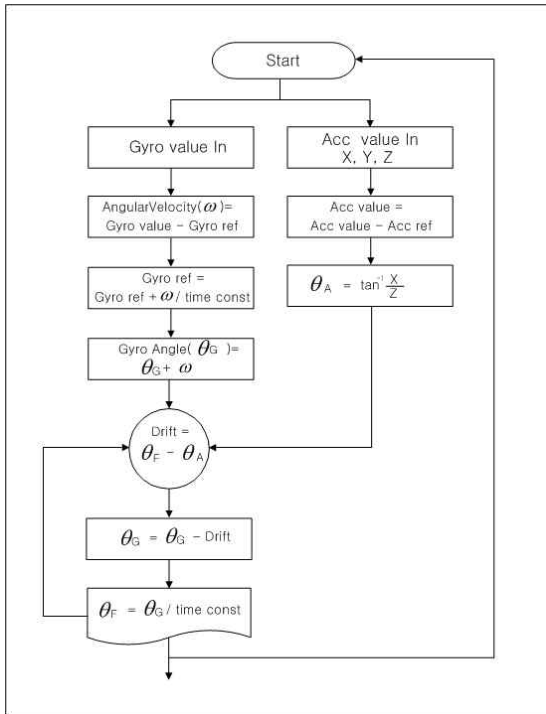 Start
Gyro value In
Acc value In
X, Y, Z
AngularVelocity(ω)=
Gyro value - Gyro ref
Acc value =
Acc value - Acc ref
Gyro ref =
Gyro ref + ω / time const
θA = tan⁻¹ X/Z
Gyro Angle( θG )=
θG + ω
Drift =
θF - θA
θG = θG - Drift
θF = θG / time const